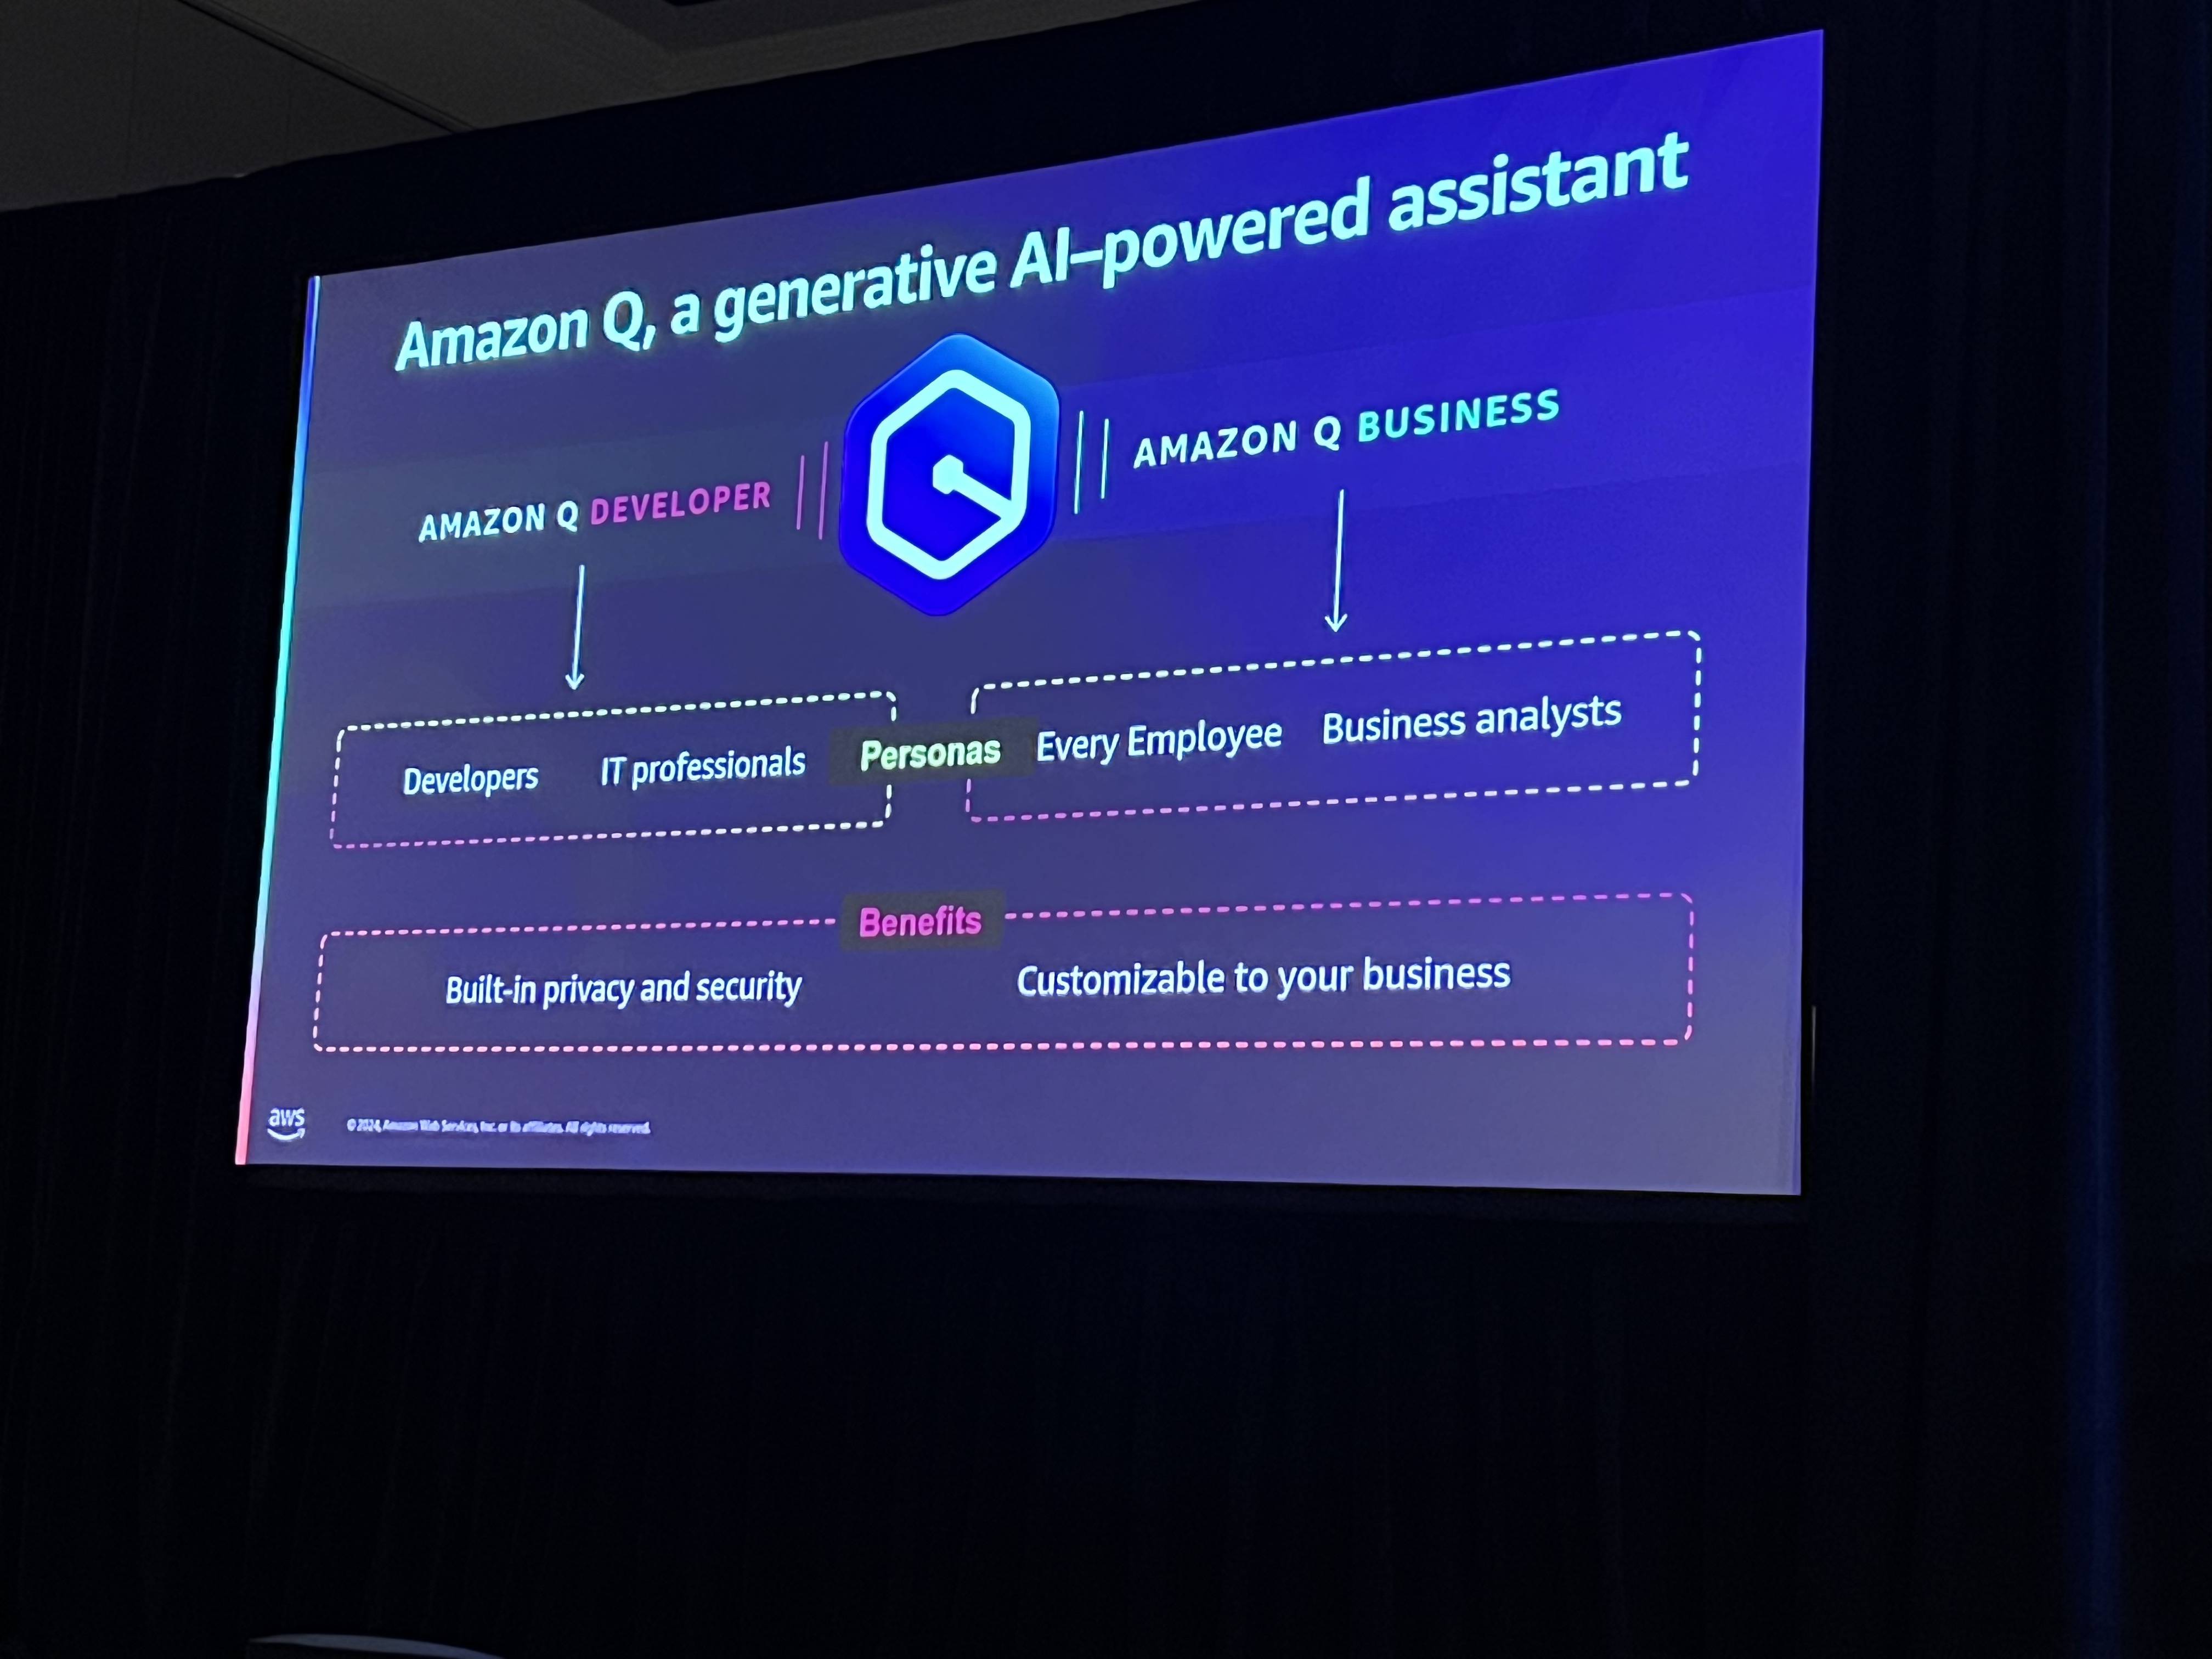 Amazon Q, a generative AI–powered assistant
AMAZON Q DEVELOPER
AMAZON Q BUSINESS
Developers IT professionals Personas Every Employee Business analysts
Benefits
Built-in privacy and security Customizable to your business
aws © 2024, Amazon Web Services, Inc. or its affiliates. All rights reserved.